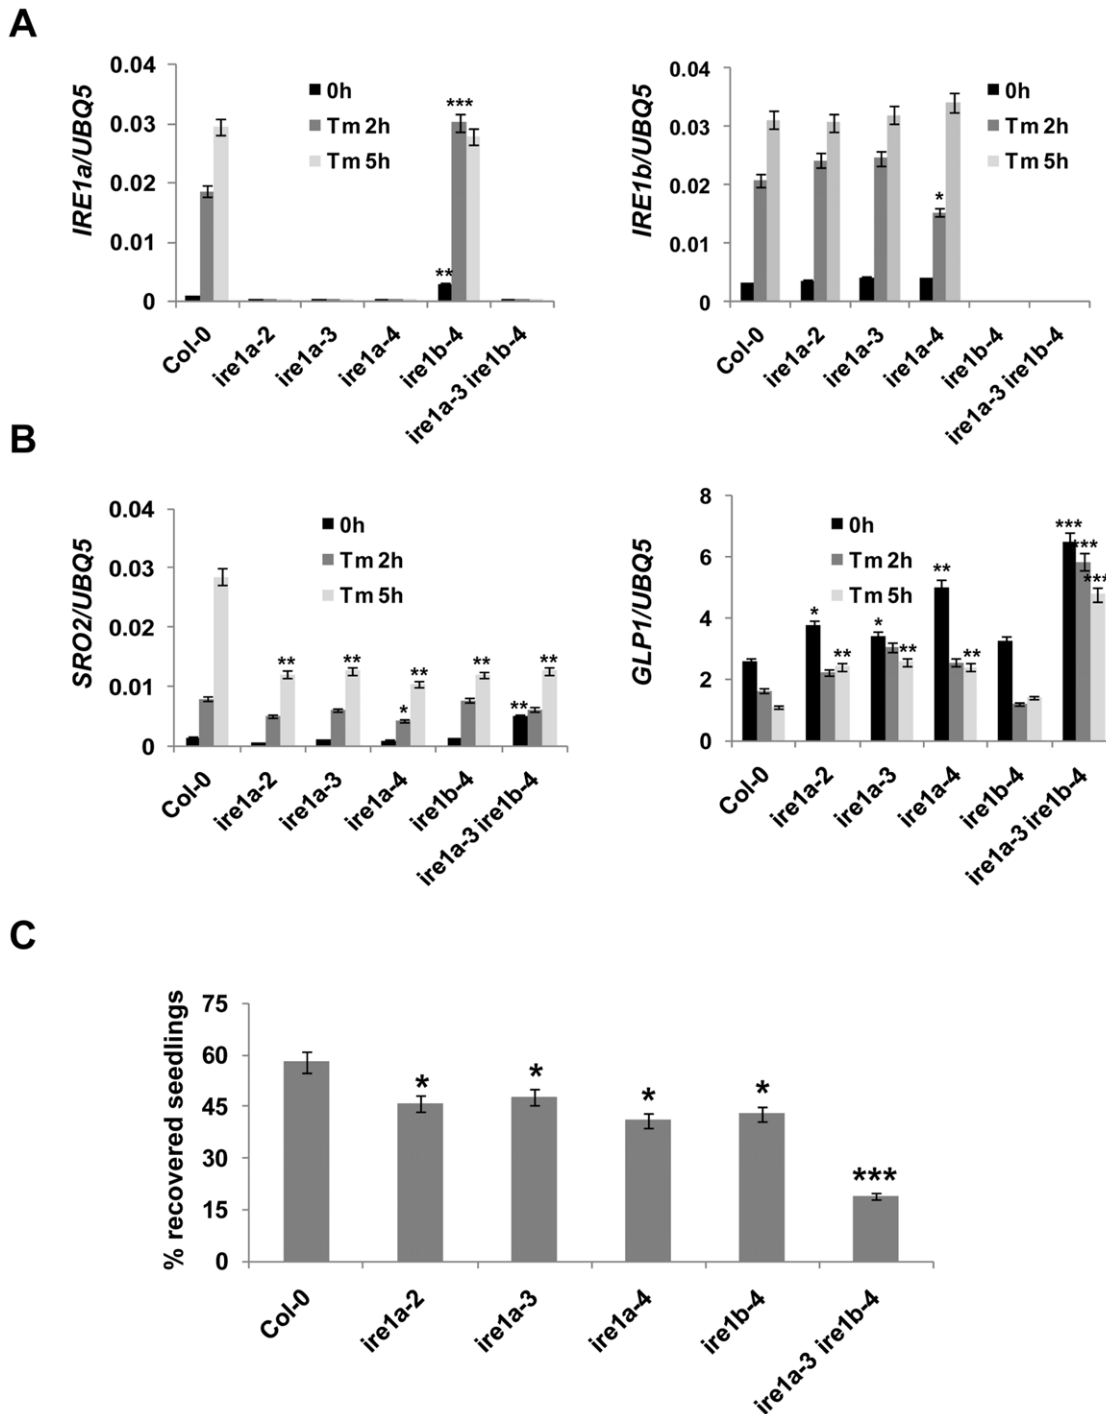 A
IRE1a/UBQ5
0.04
0.03
0.02
0.01
0
0h
Tm 2h
Tm 5h
**
***
Col-0
ire1a-2
ire1a-3
ire1a-4
ire1b-4
ire1a-3 ire1b-4
IRE1b/UBQ5
0.04
0.03
0.02
0.01
0
0h
Tm 2h
Tm 5h
*
Col-0
ire1a-2
ire1a-3
ire1a-4
ire1b-4
ire1a-3 ire1b-4
B
SRO2/UBQ5
0.04
0.03
0.02
0.01
0
0h
Tm 2h
Tm 5h
**
**
*
**
**
**
**
Col-0
ire1a-2
ire1a-3
ire1a-4
ire1b-4
ire1a-3 ire1b-4
GLP1/UBQ5
8
6
4
2
0
0h
Tm 2h
Tm 5h
*
**
*
**
**
**
***
***
***
Col-0
ire1a-2
ire1a-3
ire1a-4
ire1b-4
ire1a-3 ire1b-4
C
% recovered seedlings
75
60
45
30
15
0
*
*
*
*
***
Col-0
ire1a-2
ire1a-3
ire1a-4
ire1b-4
ire1a-3 ire1b-4